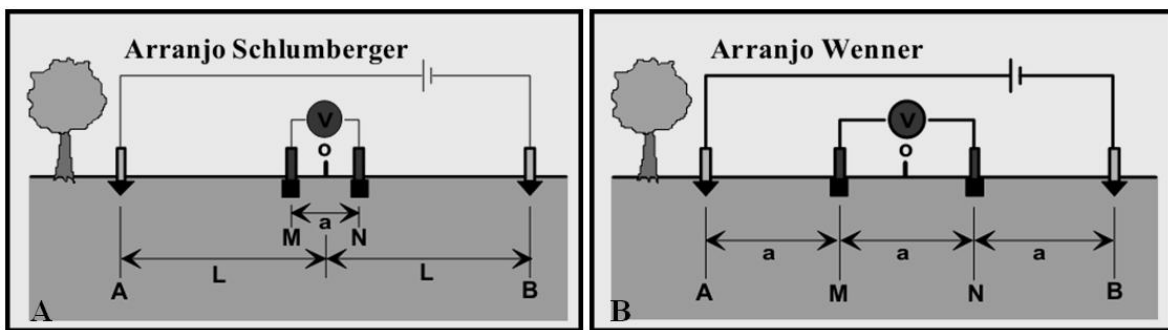 Arranjo Schlumberger
V
o
a
M N
L L
A B
A
Arranjo Wenner
V
o
a a a
A M N B
B